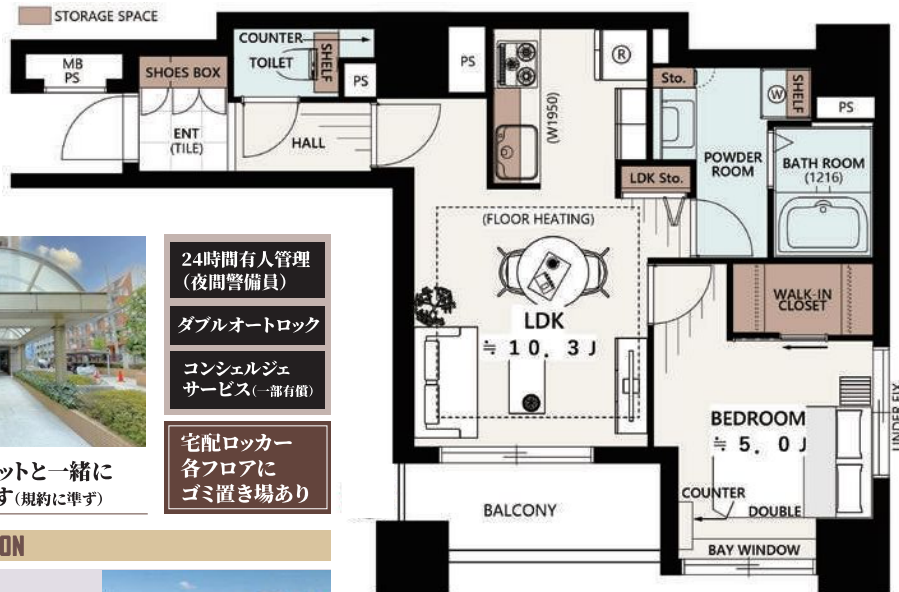 STORAGE SPACE
MB
PS
SHOES BOX
ENT
(TILE)
COUNTER
TOILET
SHELF
PS
HALL
PS
(W1950)
R
Sto.
W
SHELF
PS
POWDER
ROOM
BATH ROOM
(1216)
LDK Sto.
(FLOOR HEATING)
LDK
≒ 10. 3J
WALK-IN
CLOSET
BEDROOM
≒ 5. 0J
UNDER FIX
COUNTER
DOUBLE
BAY WINDOW
BALCONY
24時間有人管理
(夜間警備員)
ダブルオートロック
コンシェルジェ
サービス(一部有償)
宅配ロッカー
各フロアに
ゴミ置き場あり
ットと一緒に
す(規約に準ず)
ON